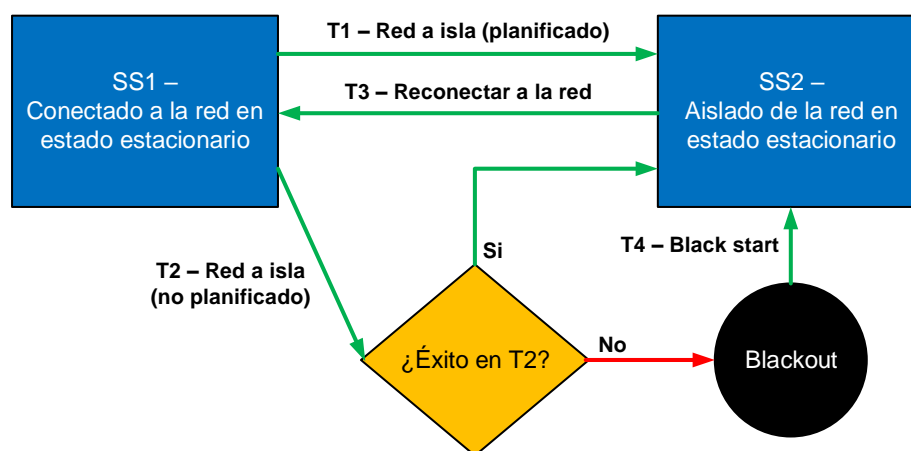 T1 – Red a isla (planificado)
SS1 –
Conectado a la red en
estado estacionario
T3 – Reconectar a la red
SS2 –
Aislado de la red en
estado estacionario
T2 – Red a isla
(no planificado)
Si
T4 – Black start
¿Éxito en T2?
No
Blackout